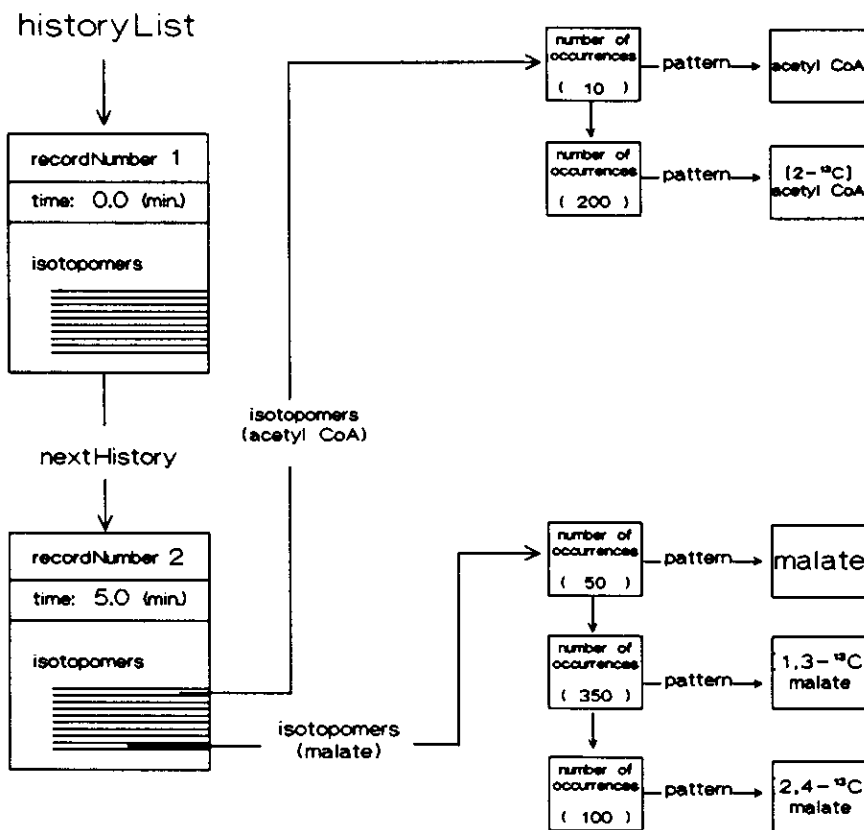 historyList
recordNumber 1
time: 0.0 (min.)
isotopomers
nextHistory
recordNumber 2
time: 5.0 (min.)
isotopomers
isotopomers
(acetyl CoA)
isotopomers
(malate)
number of
occurrences
( 10 )
pattern
acetyl CoA
number of
occurrences
( 200 )
pattern
[2-¹³C]
acetyl CoA
number of
occurrences
( 50 )
pattern
malate
number of
occurrences
( 350 )
pattern
1,3-¹³C
malate
number of
occurrences
( 100 )
pattern
2,4-¹³C
malate